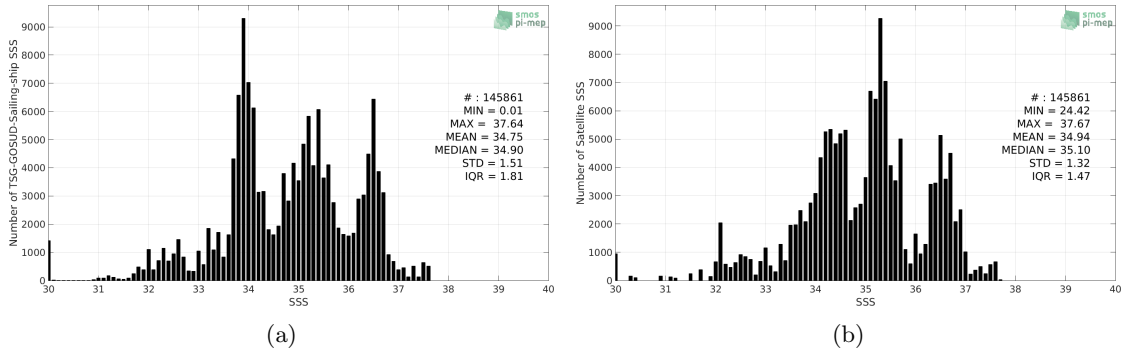 smos
pi-mep
9000
8000
7000
6000
5000
4000
3000
2000
1000
0
Number of TSG-GOSUD-Sailing-ship SSS
# : 145861
MIN = 0.01
MAX = 37.64
MEAN = 34.75
MEDIAN = 34.90
STD = 1.51
IQR = 1.81
30 31 32 33 34 35 36 37 38 39 40
SSS
(a)
smos
pi-mep
9000
8000
7000
6000
5000
4000
3000
2000
1000
0
Number of Satellite SSS
# : 145861
MIN = 24.42
MAX = 37.67
MEAN = 34.94
MEDIAN = 35.10
STD = 1.32
IQR = 1.47
30 31 32 33 34 35 36 37 38 39 40
SSS
(b)